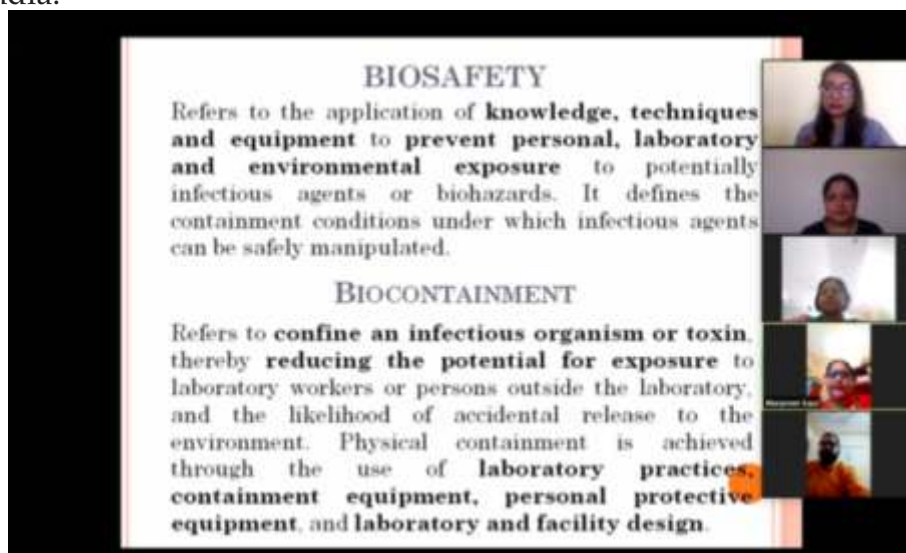 BIOSAFETY
Refers to the application of knowledge, techniques
and equipment to prevent personal, laboratory
and environmental exposure to potentially
infectious agents or biohazards. It defines the
containment conditions under which infectious agents
can be safely manipulated.
BIOCONTAINMENT
Refers to confine an infectious organism or toxin,
thereby reducing the potential for exposure to
laboratory workers or persons outside the laboratory,
and the likelihood of accidental release to the
environment. Physical containment is achieved
through the use of laboratory practices,
containment equipment, personal protective
equipment, and laboratory and facility design.